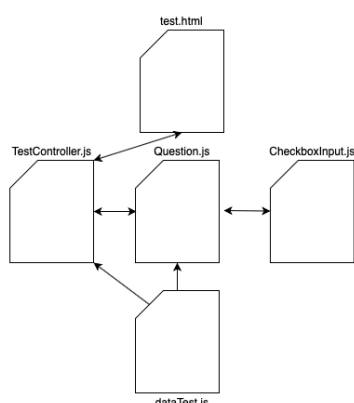 test.html
TestController.js
Question.js
CheckboxInput.js
dataTest.js